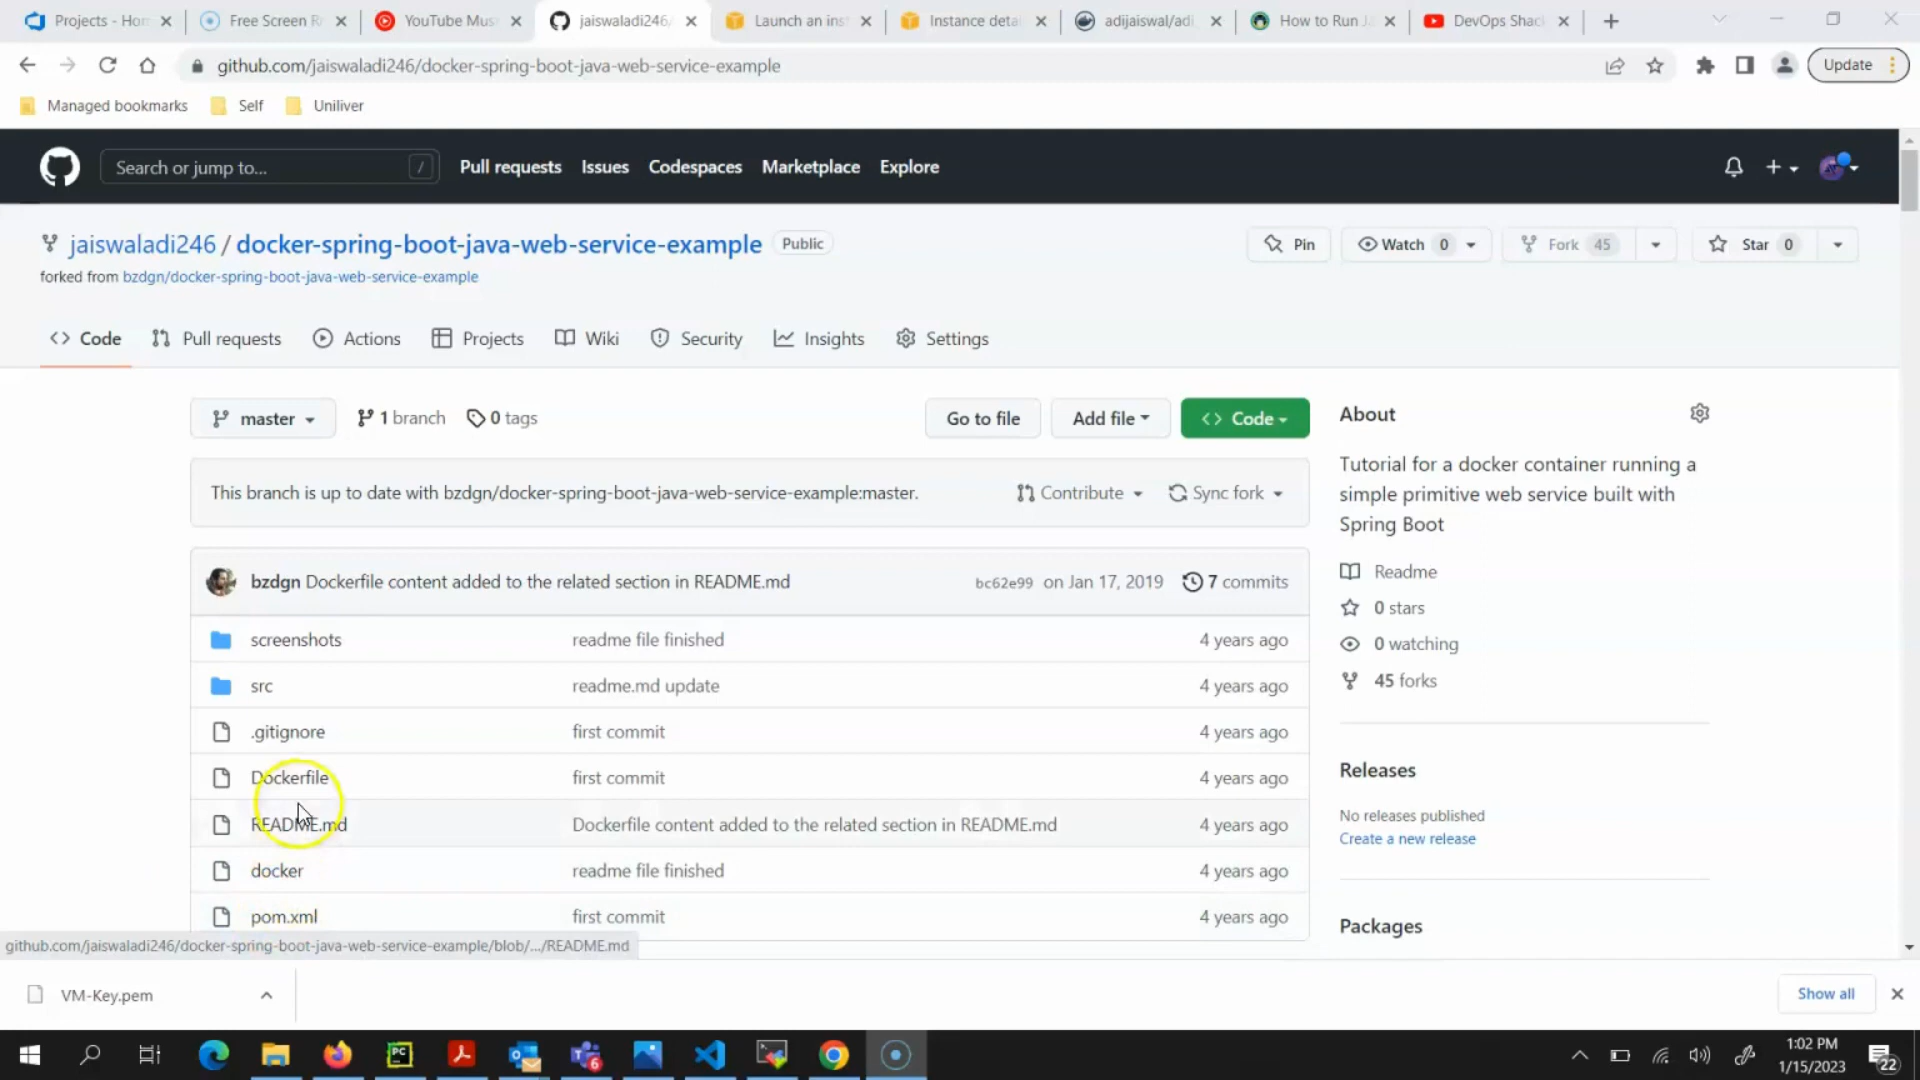 Projects - Hom
Free Screen R
YouTube Mus
jaiswaladi246/
Launch an inst
Instance detai
adijaiswal/adi
How to Run Ja
DevOps Shac
github.com/jaiswaladi246/docker-spring-boot-java-web-service-example
Update
Managed bookmarks
Self
Uniliver
Search or jump to...
/
Pull requests
Issues
Codespaces
Marketplace
Explore
jaiswaladi246 / docker-spring-boot-java-web-service-example
Public
Pin
Watch 0
Fork 45
Star 0
forked from bzdgn/docker-spring-boot-java-web-service-example
Code
Pull requests
Actions
Projects
Wiki
Security
Insights
Settings
master
1 branch
0 tags
Go to file
Add file
Code
This branch is up to date with bzdgn/docker-spring-boot-java-web-service-example:master.
Contribute
Sync fork
bzdgn Dockerfile content added to the related section in README.md
bc62e99 on Jan 17, 2019
7 commits
screenshots readme file finished 4 years ago
src readme.md update 4 years ago
.gitignore first commit 4 years ago
Dockerfile first commit 4 years ago
README.md Dockerfile content added to the related section in README.md 4 years ago
docker readme file finished 4 years ago
pom.xml first commit 4 years ago
About
Tutorial for a docker container running a
simple primitive web service built with
Spring Boot
Readme
0 stars
0 watching
45 forks
Releases
No releases published
Create a new release
Packages
github.com/jaiswaladi246/docker-spring-boot-java-web-service-example/blob/.../README.md
VM-Key.pem
Show all
PC
6
1:02 PM
1/15/2023
22